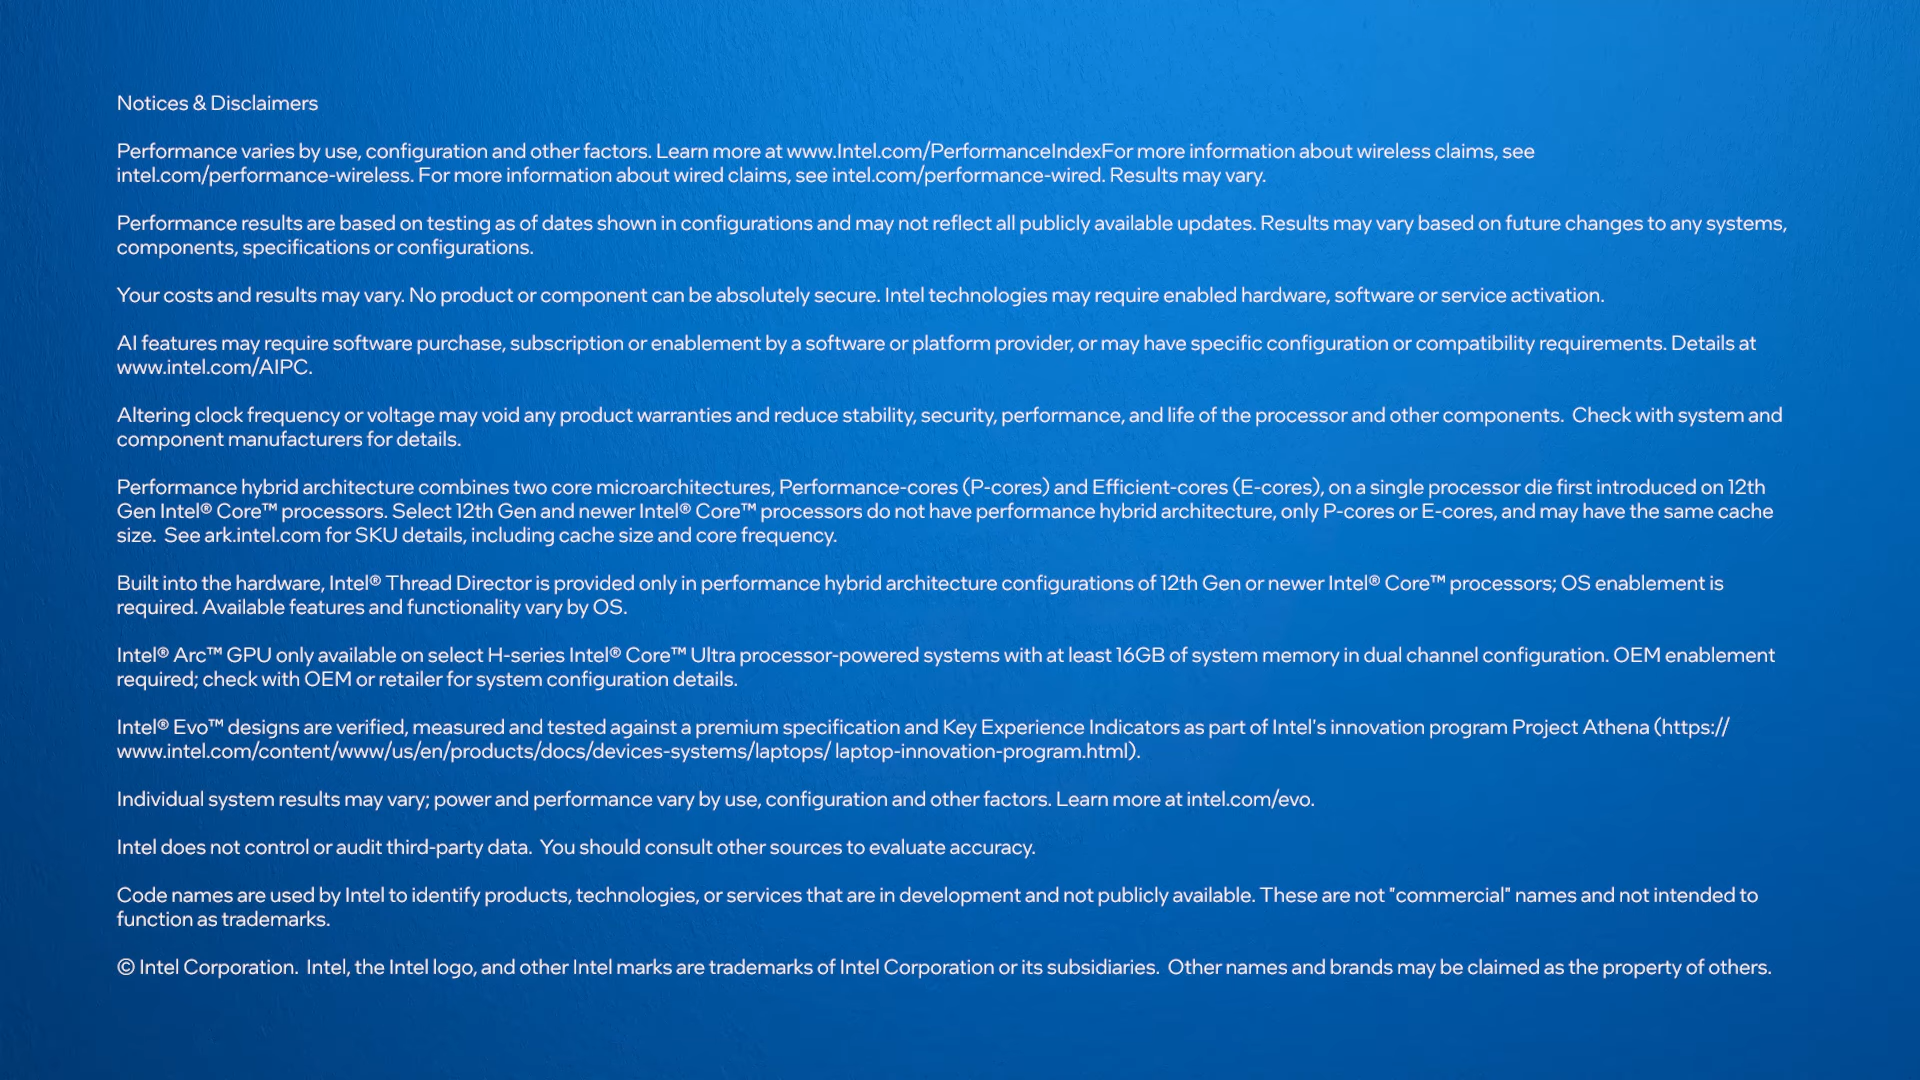 Notices & Disclaimers
Performance varies by use, configuration and other factors. Learn more at www.Intel.com/PerformanceIndexFor more information about wireless claims, see
intel.com/performance-wireless. For more information about wired claims, see intel.com/performance-wired. Results may vary.
Performance results are based on testing as of dates shown in configurations and may not reflect all publicly available updates. Results may vary based on future changes to any systems,
components, specifications or configurations.
Your costs and results may vary. No product or component can be absolutely secure. Intel technologies may require enabled hardware, software or service activation.
AI features may require software purchase, subscription or enablement by a software or platform provider, or may have specific configuration or compatibility requirements. Details at
www.intel.com/AIPC.
Altering clock frequency or voltage may void any product warranties and reduce stability, security, performance, and life of the processor and other components.  Check with system and
component manufacturers for details.
Performance hybrid architecture combines two core microarchitectures, Performance-cores (P-cores) and Efficient-cores (E-cores), on a single processor die first introduced on 12th
Gen Intel® Core™ processors. Select 12th Gen and newer Intel® Core™ processors do not have performance hybrid architecture, only P-cores or E-cores, and may have the same cache
size.  See ark.intel.com for SKU details, including cache size and core frequency.
Built into the hardware, Intel® Thread Director is provided only in performance hybrid architecture configurations of 12th Gen or newer Intel® Core™ processors; OS enablement is
required. Available features and functionality vary by OS.
Intel® Arc™ GPU only available on select H-series Intel® Core™ Ultra processor-powered systems with at least 16GB of system memory in dual channel configuration. OEM enablement
required; check with OEM or retailer for system configuration details.
Intel® Evo™ designs are verified, measured and tested against a premium specification and Key Experience Indicators as part of Intel's innovation program Project Athena (https://
www.intel.com/content/www/us/en/products/docs/devices-systems/laptops/ laptop-innovation-program.html).
Individual system results may vary; power and performance vary by use, configuration and other factors. Learn more at intel.com/evo.
Intel does not control or audit third-party data.  You should consult other sources to evaluate accuracy.
Code names are used by Intel to identify products, technologies, or services that are in development and not publicly available. These are not "commercial" names and not intended to
function as trademarks.
© Intel Corporation.  Intel, the Intel logo, and other Intel marks are trademarks of Intel Corporation or its subsidiaries.  Other names and brands may be claimed as the property of others.